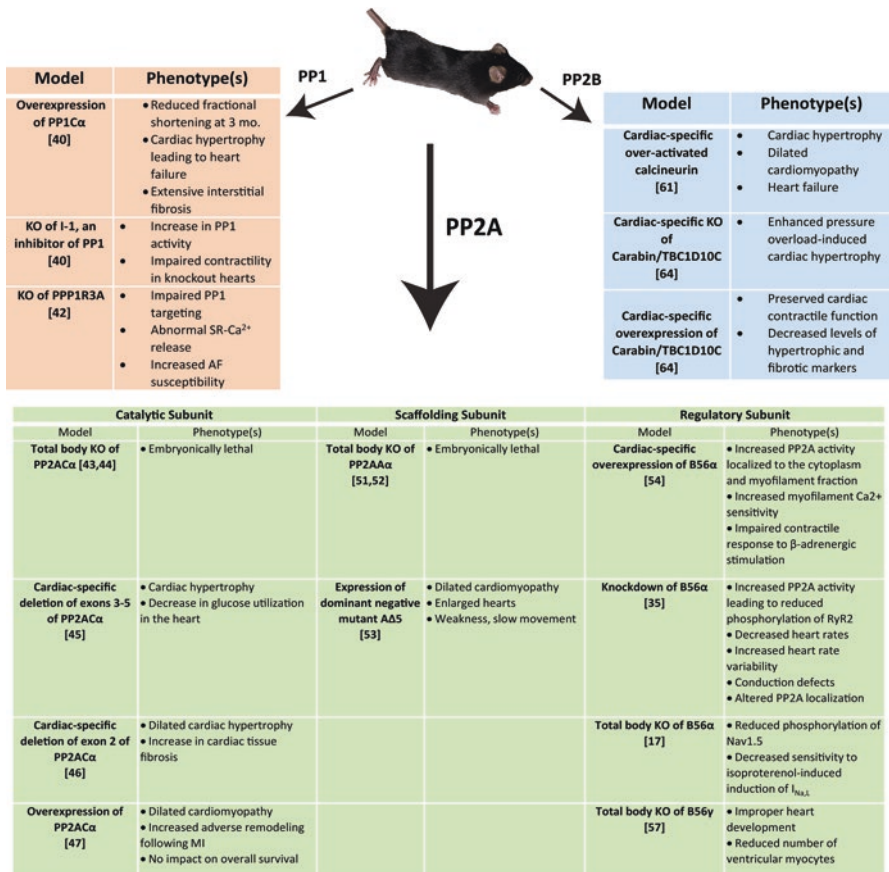 PP1
PP2B
PP2A
Model Phenotype(s)
Overexpression
of PP1Cα
[40]
• Reduced fractional
shortening at 3 mo.
• Cardiac hypertrophy
leading to heart
failure
• Extensive interstitial
fibrosis
KO of I-1, an
inhibitor of PP1
[40]
• Increase in PP1
activity
• Impaired contractility
in knockout hearts
KO of PPP1R3A
[42]
• Impaired PP1
targeting
• Abnormal SR-Ca²⁺
release
• Increased AF
susceptibility
Model Phenotype(s)
Cardiac-specific
over-activated
calcineurin
[61]
• Cardiac hypertrophy
• Dilated
cardiomyopathy
• Heart failure
Cardiac-specific KO
of
Carabin/TBC1D10C
[64]
• Enhanced pressure
overload-induced
cardiac hypertrophy
Cardiac-specific
overexpression of
Carabin/TBC1D10C
[64]
• Preserved cardiac
contractile function
• Decreased levels of
hypertrophic and
fibrotic markers
Catalytic Subunit Scaffolding Subunit Regulatory Subunit
Model Phenotype(s) Model Phenotype(s) Model Phenotype(s)
Total body KO of
PP2ACα [43,44]
• Embryonically lethal
Total body KO of
PP2AAα
[51,52]
• Embryonically lethal
Cardiac-specific
overexpression of B56α
[54]
• Increased PP2A activity
localized to the cytoplasm
and myofilament fraction
• Increased myofilament Ca2+
sensitivity
• Impaired contractile
response to β-adrenergic
stimulation
Cardiac-specific
deletion of exons 3-5
of PP2ACα
[45]
• Cardiac hypertrophy
• Decrease in glucose utilization
in the heart
Expression of
dominant negative
mutant AΔ5
[53]
• Dilated cardiomyopathy
• Enlarged hearts
• Weakness, slow movement
Knockdown of B56α
[35]
• Increased PP2A activity
leading to reduced
phosphorylation of RyR2
• Decreased heart rates
• Increased heart rate
variability
• Conduction defects
• Altered PP2A localization
Cardiac-specific
deletion of exon 2 of
PP2ACα
[46]
• Dilated cardiac hypertrophy
• Increase in cardiac tissue
fibrosis
Total body KO of B56α
[17]
• Reduced phosphorylation of
Nav1.5
• Decreased sensitivity to
isoproterenol-induced
induction of I_Na,L
Overexpression of
PP2ACα
[47]
• Dilated cardiomyopathy
• Increased adverse remodeling
following MI
• No impact on overall survival
Total body KO of B56γ
[57]
• Improper heart
development
• Reduced number of
ventricular myocytes